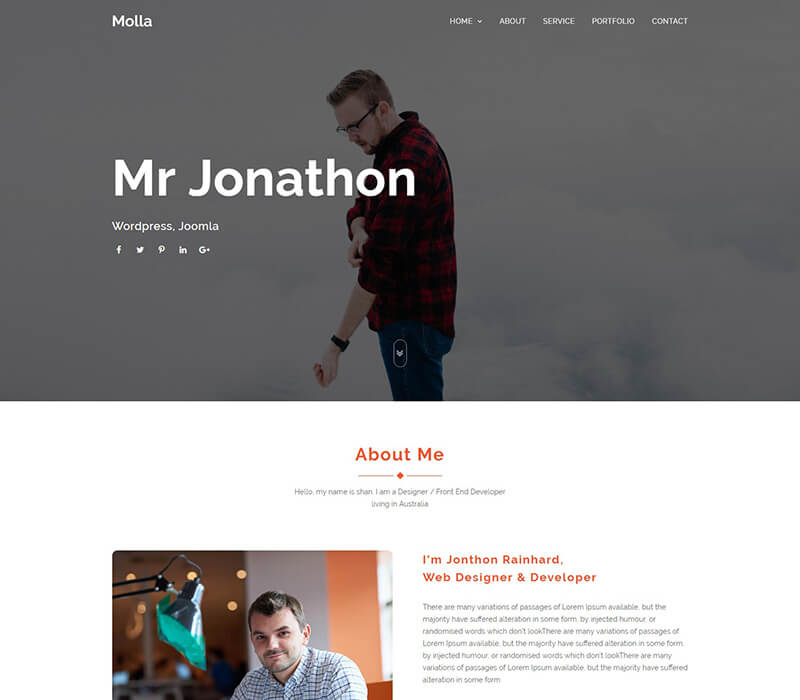 Molla
HOME ABOUT SERVICE PORTFOLIO CONTACT
Mr Jonathon
Wordpress, Joomla
About Me
Hello, my name is shan. I am a Designer / Front End Developer
living in Australia
I'm Jonthon Rainhard,
Web Designer & Developer
There are many variations of passages of Lorem Ipsum available, but the
majority have suffered alteration in some form, by injected humour, or
randomised words which don't lookThere are many variations of passages of
Lorem Ipsum available, but the majority have suffered alteration in some form,
by injected humour, or randomised words which don't lookThere are many
variations of passages of Lorem Ipsum available, but the majority have suffered
alteration in some form